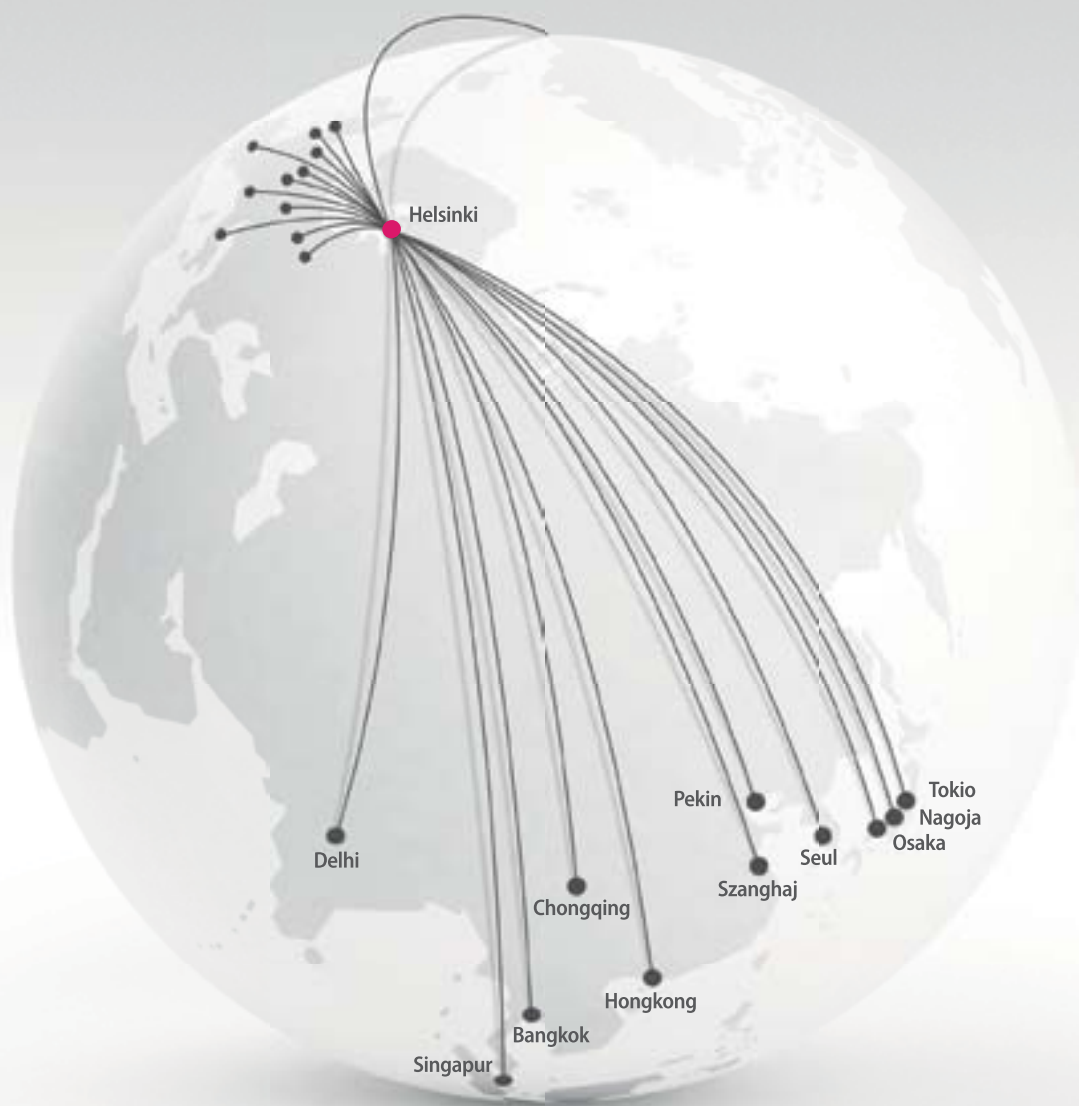 Helsinki
Tokio
Pekin
Nagoja
Osaka
Seul
Delhi
Szanghaj
Chongqing
Hongkong
Bangkok
Singapur